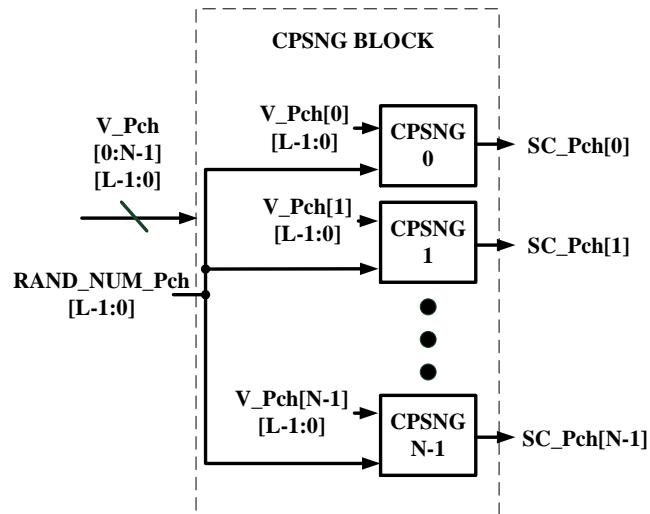 CPSNG BLOCK
V_Pch
[0:N-1]
[L-1:0]
RAND_NUM_Pch
[L-1:0]
V_Pch[0]
[L-1:0]
CPSNG
0
SC_Pch[0]
V_Pch[1]
[L-1:0]
CPSNG
1
SC_Pch[1]
V_Pch[N-1]
[L-1:0]
CPSNG
N-1
SC_Pch[N-1]